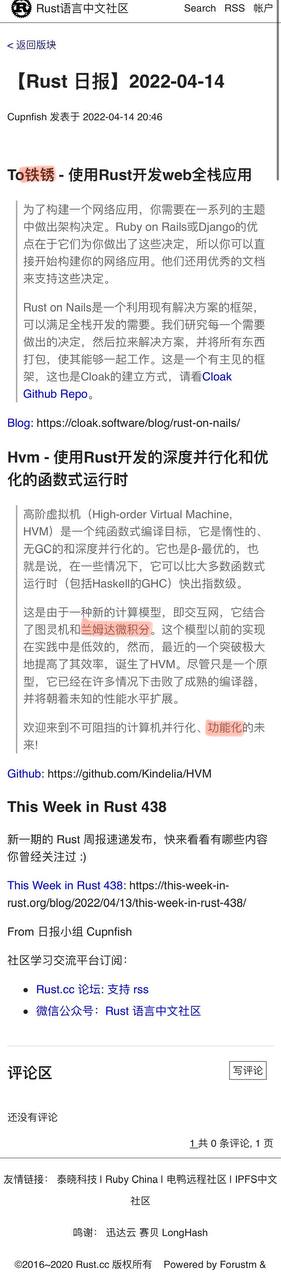 Rust语言中文社区 Search RSS 帐户
< 返回版块
【Rust 日报】2022-04-14
Cupnfish 发表于 2022-04-14 20:46
To铁锈 - 使用Rust开发web全栈应用
为了构建一个网络应用，你需要在一系列的主题
中做出架构决定。Ruby on Rails或Django的优
点在于它们为你做出了这些决定，所以你可以直
接开始构建你的网络应用。他们还用优秀的文档
来支持这些决定。
Rust on Nails是一个利用现有解决方案的框架，
可以满足全栈开发的需要。我们研究每一个需要
做出的决定，然后拉来解决方案，并将所有东西
打包，使其能够一起工作。这是一个有主见的框
架，这也是Cloak的建立方式，请看Cloak
Github Repo。
Blog: https://cloak.software/blog/rust-on-nails/
Hvm - 使用Rust开发的深度并行化和优
化的函数式运行时
高阶虚拟机（High-order Virtual Machine,
HVM）是一个纯函数式编译目标，它是惰性的、
无GC的和深度并行化的。它也是β-最优的，也
就是说，在一些情况下，它可以比大多数函数式
运行时（包括Haskell的GHC）快出指数级。
这是由于一种新的计算模型，即交互网，它结合
了图灵机和兰姆达微积分。这个模型以前的实现
在实践中是低效的，然而，最近的一个突破极大
地提高了其效率，诞生了HVM。尽管只是一个原
型，它已经在许多情况下击败了成熟的编译器，
并将朝着未知的性能水平扩展。
欢迎来到不可阻挡的计算机并行化、功能化的未
来！
Github: https://github.com/Kindelia/HVM
This Week in Rust 438
新一期的 Rust 周报速递发布，快来看看有哪些内容
你曾经关注过 :)
This Week in Rust 438: https://this-week-in-
rust.org/blog/2022/04/13/this-week-in-rust-438/
From 日报小组 Cupnfish
社区学习交流平台订阅：
Rust.cc 论坛: 支持 rss
微信公众号：Rust 语言中文社区
评论区 写评论
还没有评论
1 共 0 条评论, 1 页
友情链接： 泰晓科技 | Ruby China | 电鸭远程社区 | IPFS中文
社区
鸣谢： 迅达云 赛贝 LongHash
©2016~2020 Rust.cc 版权所有 Powered by Forustm &